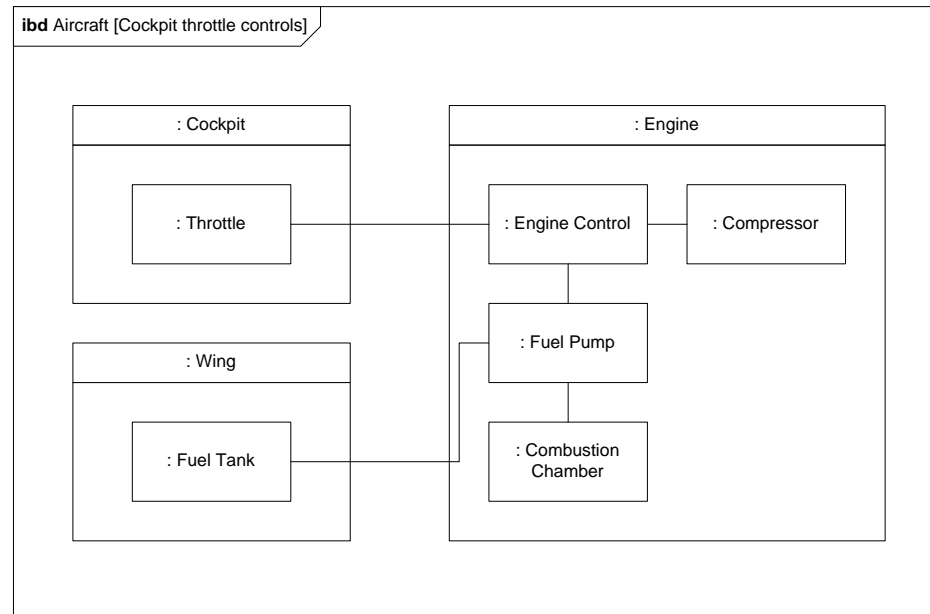 ibd Aircraft [Cockpit throttle controls]
: Cockpit
: Engine
: Throttle
: Engine Control
: Compressor
: Fuel Pump
: Wing
: Fuel Tank
: Combustion
Chamber